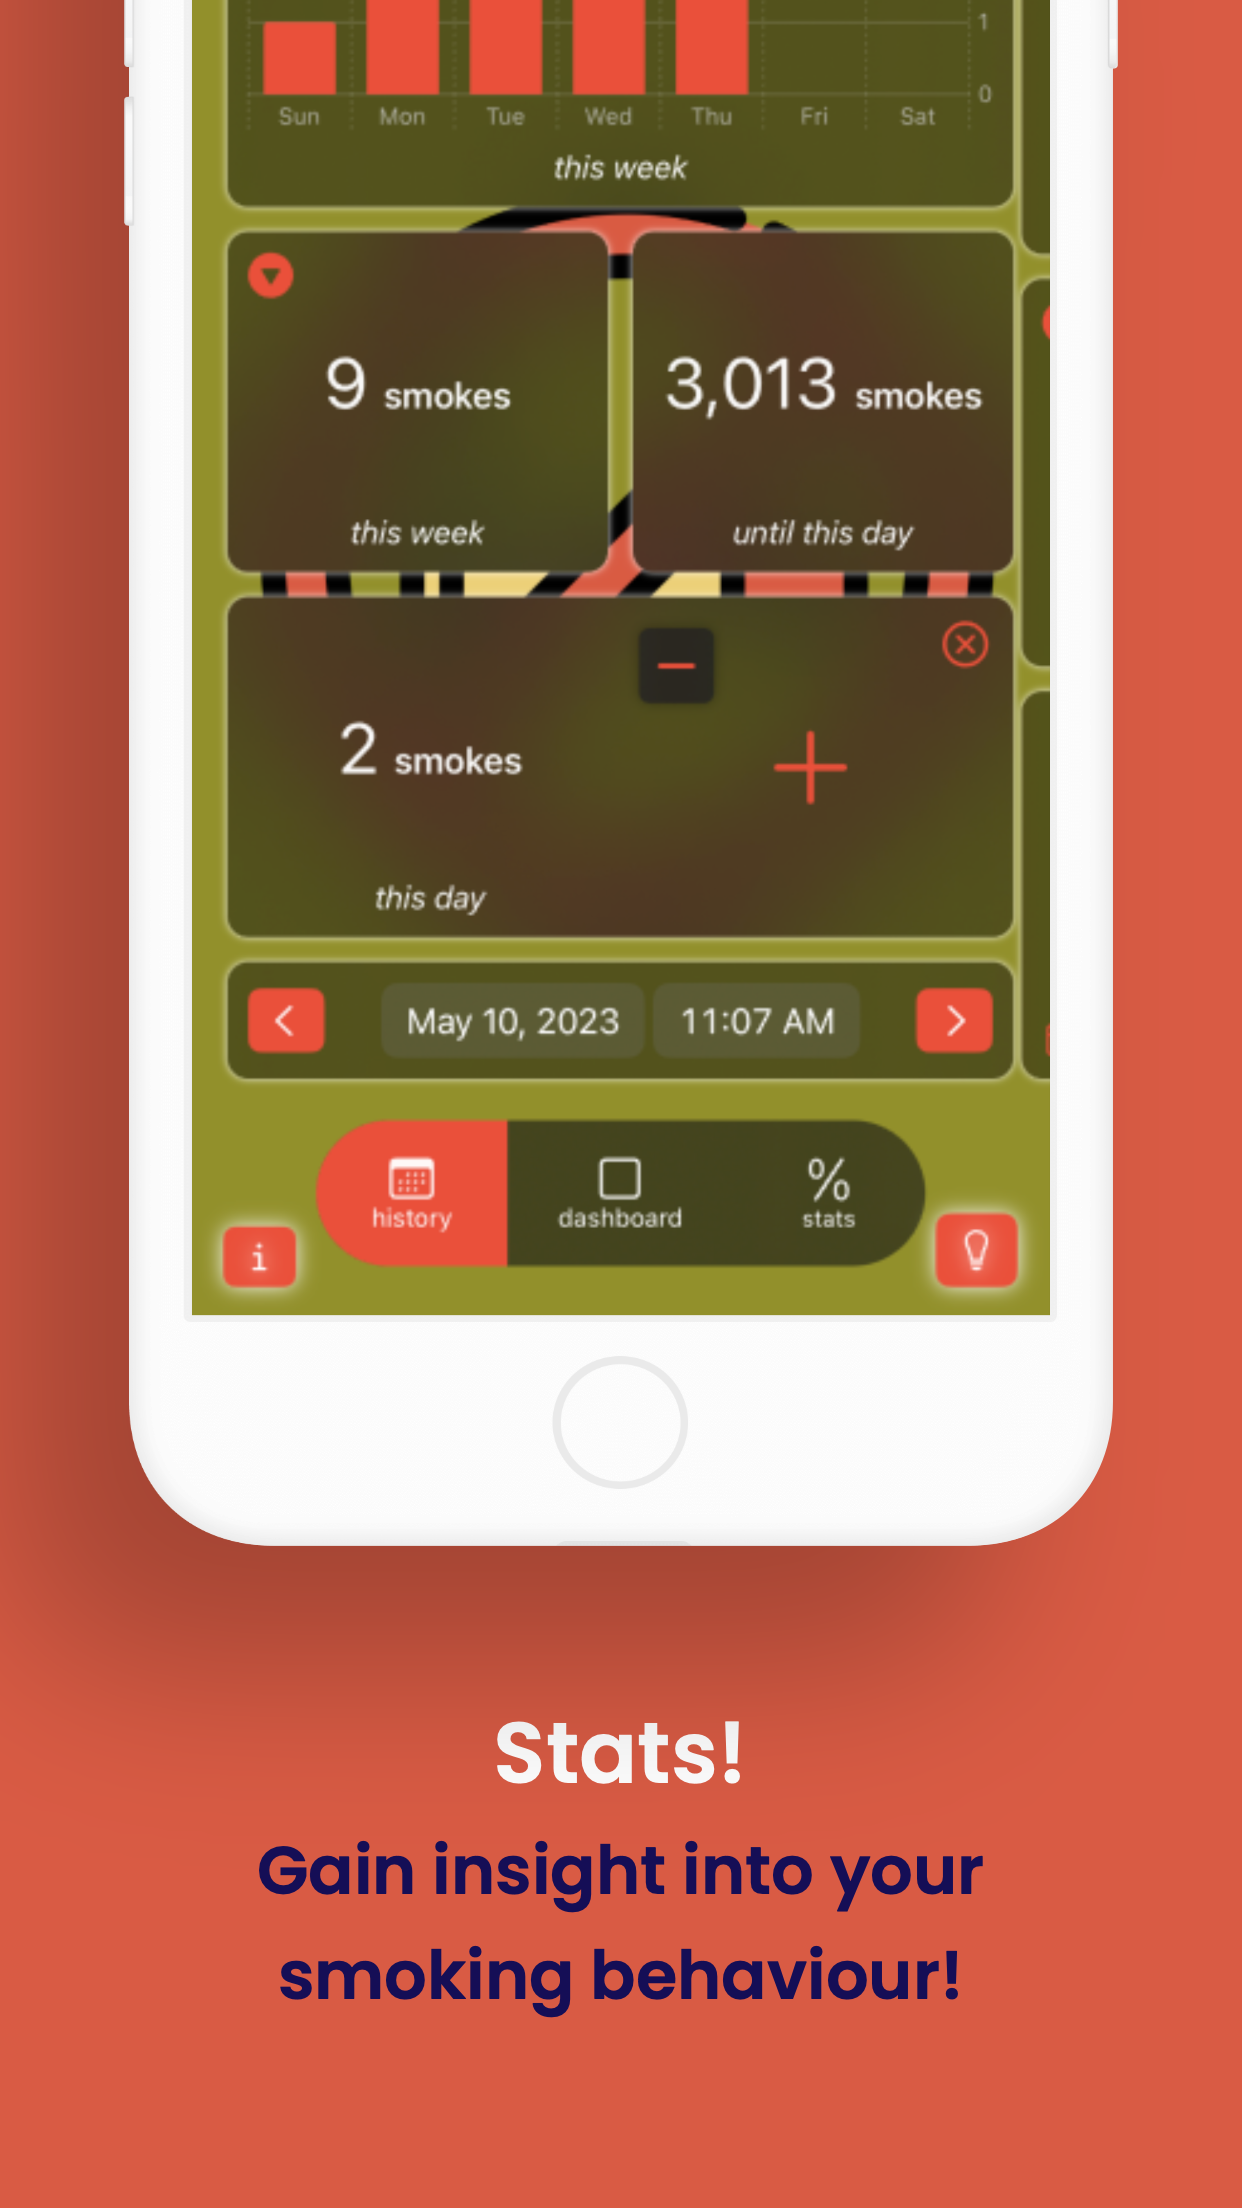 1
0
Sun Mon Tue Wed Thu Fri Sat
this week
9 smokes
this week
3,013 smokes
until this day
2 smokes
this day
May 10, 2023 11:07 AM
history dashboard % stats
i
Stats!
Gain insight into your
smoking behaviour!